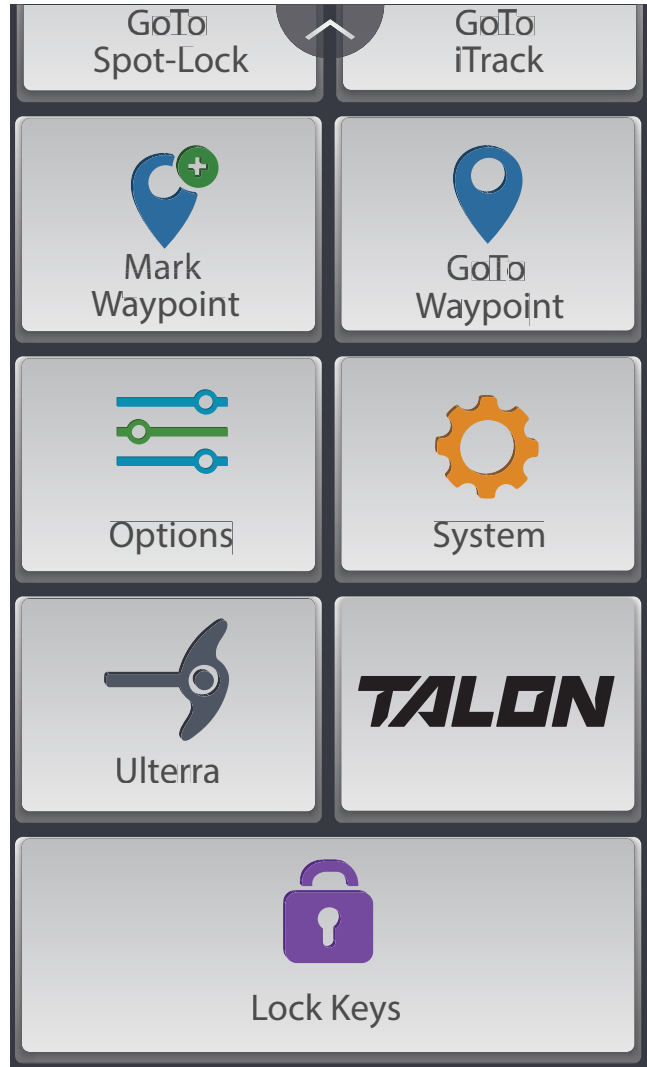 GoTo
Spot-Lock
GoTo
iTrack
Mark
Waypoint
GoTo
Waypoint
Options
System
Ulterra
TALON
Lock Keys